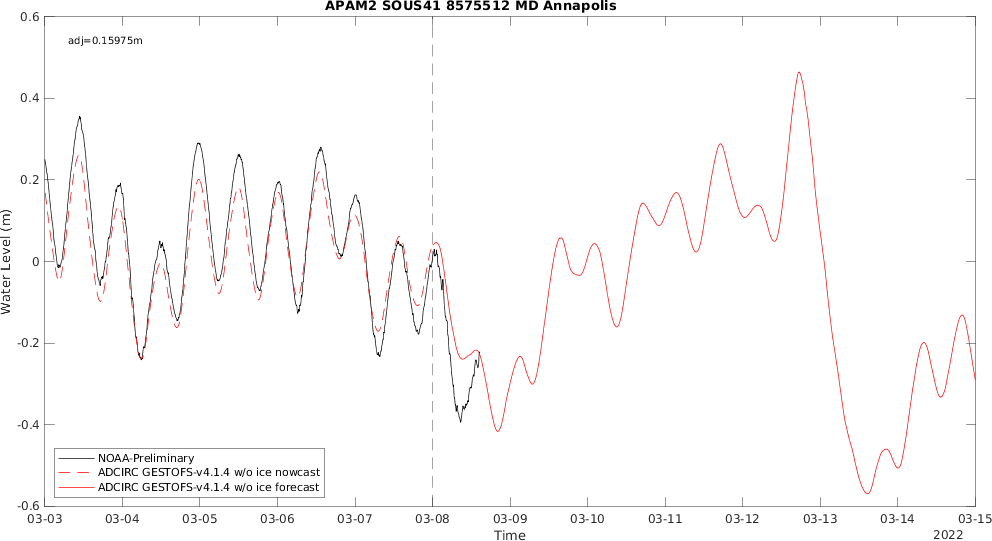 APAM2 SOUS41 8575512 MD Annapolis
adj=0.15975m
0.6
0.4
0.2
0
-0.2
-0.4
-0.6
Water Level (m)
NOAA-Preliminary
ADCIRC GESTOFS-v4.1.4 w/o ice nowcast
ADCIRC GESTOFS-v4.1.4 w/o ice forecast
03-03 03-04 03-05 03-06 03-07 03-08 03-09 03-10 03-11 03-12 03-13 03-14 03-15
Time
2022